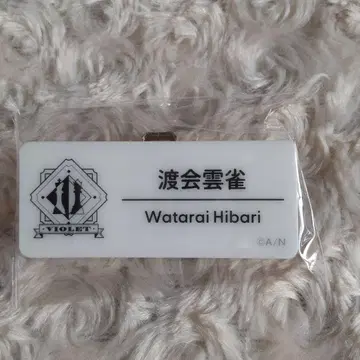 渡会雲雀
Watarai Hibari
VIOLET
©A/N